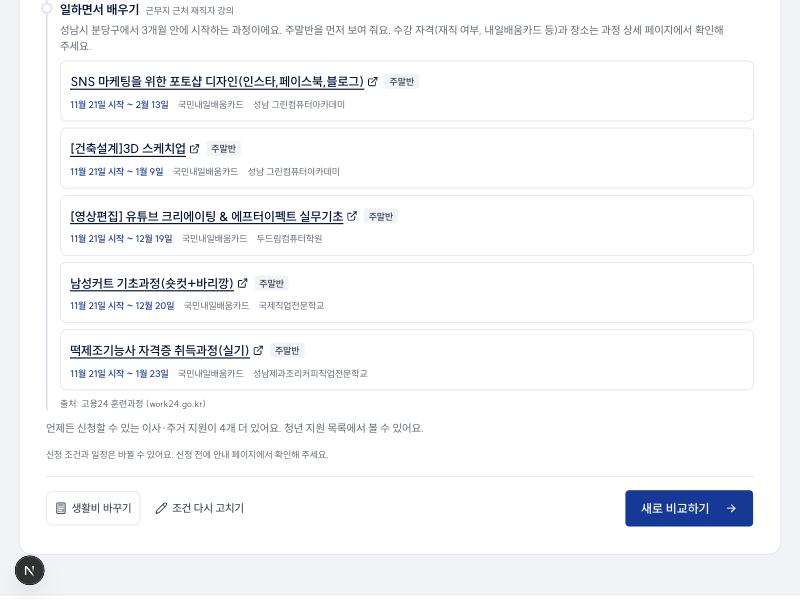 일하면서 배우기 근무지 근처 재직자 강의
성남시 분당구에서 3개월 안에 시작하는 과정이에요. 주말반을 먼저 보여 줘요. 수강 자격(재직 여부, 내일배움카드 등)과 장소는 과정 상세 페이지에서 확인해
주세요.
SNS 마케팅을 위한 포토샵 디자인(인스타,페이스북,블로그) 주말반
11월 21일 시작 ~ 2월 13일 국민내일배움카드 성남 그린컴퓨터아카데미
[건축설계]3D 스케치업 주말반
11월 21일 시작 ~ 1월 9일 국민내일배움카드 성남 그린컴퓨터아카데미
[영상편집] 유튜브 크리에이팅 & 에프터이펙트 실무기초 주말반
11월 21일 시작 ~ 12월 19일 국민내일배움카드 두드림컴퓨터학원
남성커트 기초과정(숏컷+바리깡) 주말반
11월 21일 시작 ~ 12월 20일 국민내일배움카드 국제직업전문학교
떡제조기능사 자격증 취득과정(실기) 주말반
11월 21일 시작 ~ 1월 23일 국민내일배움카드 성남제과조리커피직업전문학교
출처: 고용24 훈련과정 (work24.go.kr)
언제든 신청할 수 있는 이사·주거 지원이 4개 더 있어요. 청년 지원 목록에서 볼 수 있어요.
신청 조건과 일정은 바뀔 수 있어요. 신청 전에 안내 페이지에서 확인해 주세요.
생활비 바꾸기 조건 다시 고치기 새로 비교하기
N